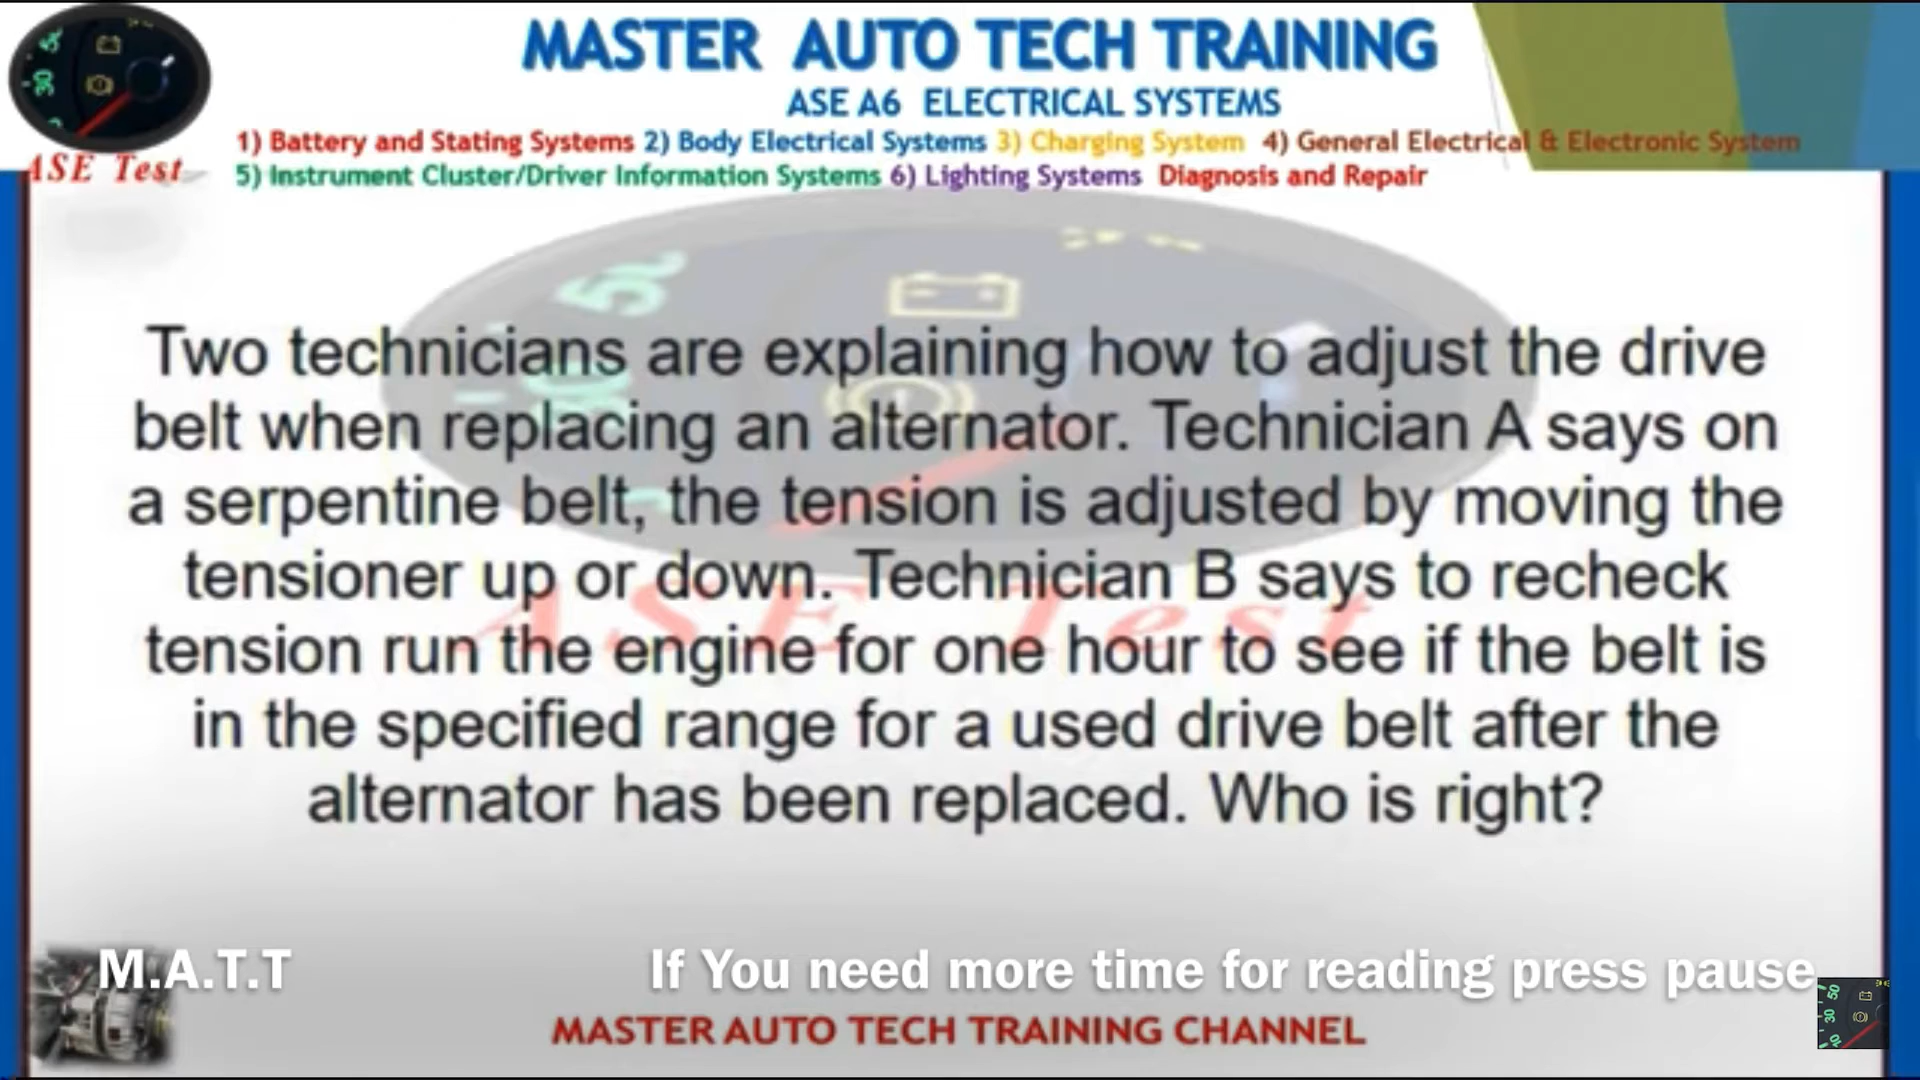 MASTER AUTO TECH TRAINING
ASE A6 ELECTRICAL SYSTEMS
1) Battery and Stating Systems 2) Body Electrical Systems 3) Charging System 4) General Electrical & Electronic System
5) Instrument Cluster/Driver Information Systems 6) Lighting Systems Diagnosis and Repair
ASE Test
Two technicians are explaining how to adjust the drive
belt when replacing an alternator. Technician A says on
a serpentine belt, the tension is adjusted by moving the
tensioner up or down. Technician B says to recheck
tension run the engine for one hour to see if the belt is
in the specified range for a used drive belt after the
alternator has been replaced. Who is right?
ASE Test
M.A.T.T
If You need more time for reading press pause
MASTER AUTO TECH TRAINING CHANNEL